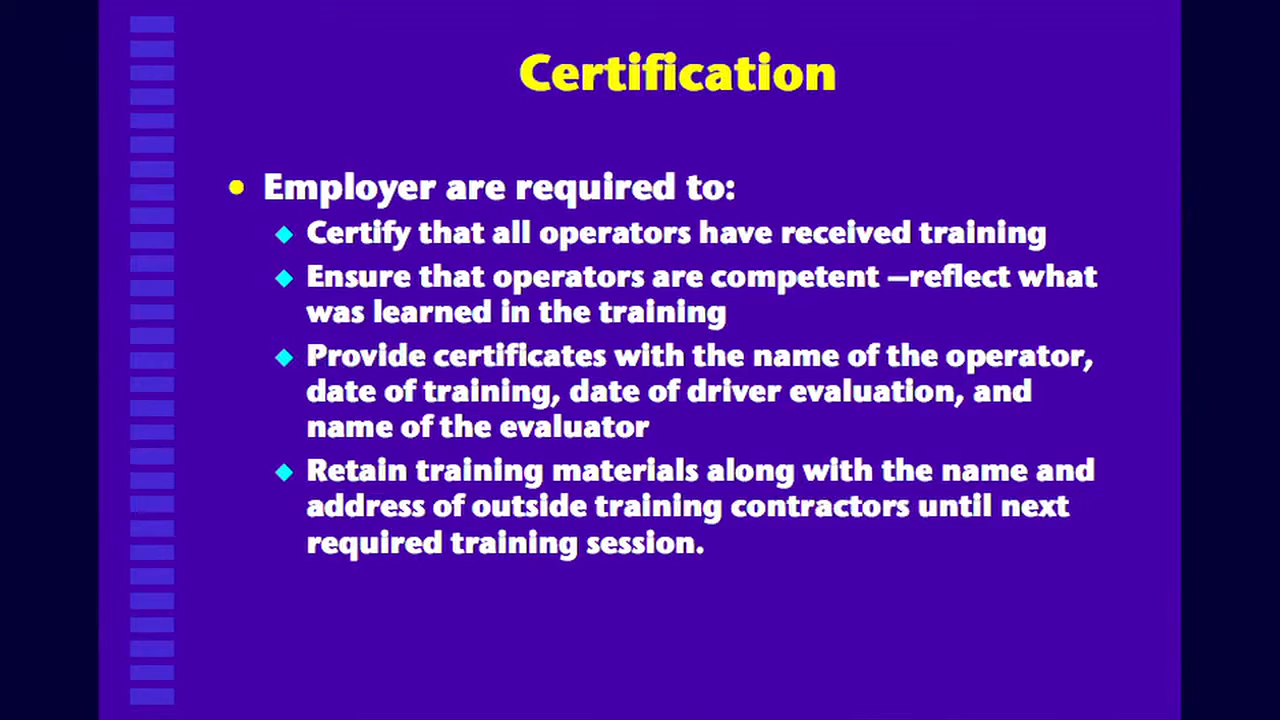 Certification
Employer are required to:
Certify that all operators have received training
Ensure that operators are competent –reflect what
was learned in the training
Provide certificates with the name of the operator,
date of training, date of driver evaluation, and
name of the evaluator
Retain training materials along with the name and
address of outside training contractors until next
required training session.